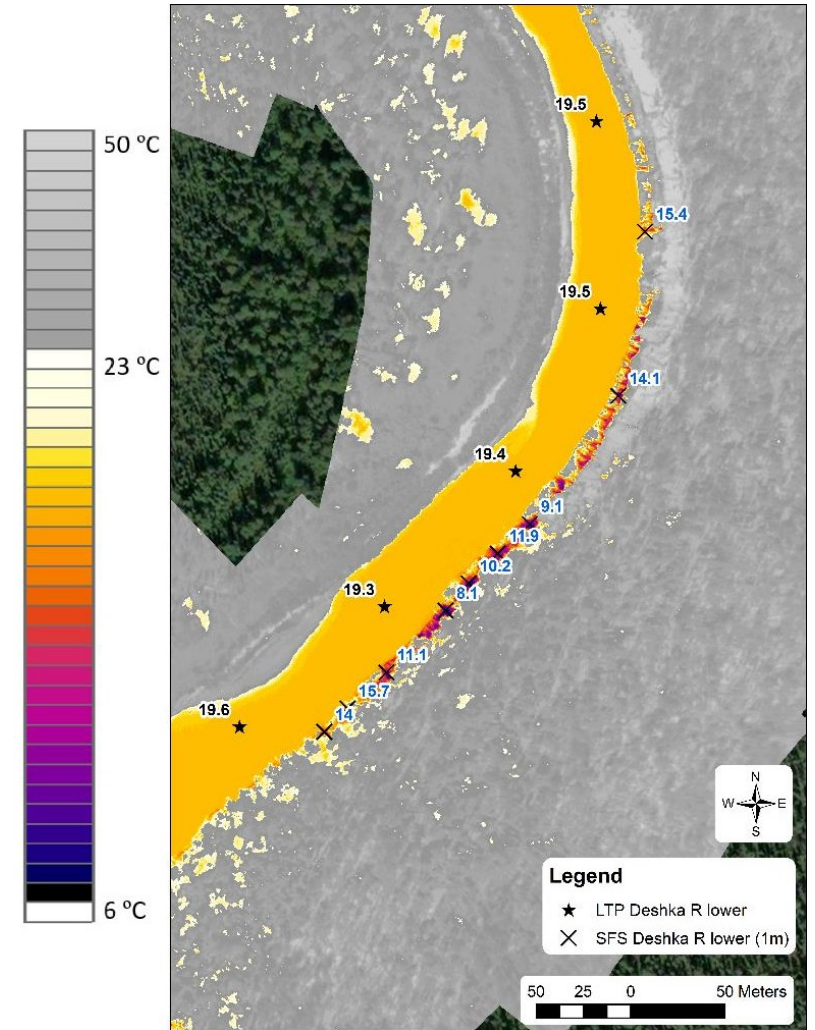 50 ºC
23 ºC
6 ºC
19.5
15.4
19.5
14.1
19.4
9.1
11.9
10.2
19.3
8.1
11.1
15.7
19.6
14
N
W E
S
Legend
LTP Deshka R lower
SFS Deshka R lower (1m)
50 25 0 50 Meters